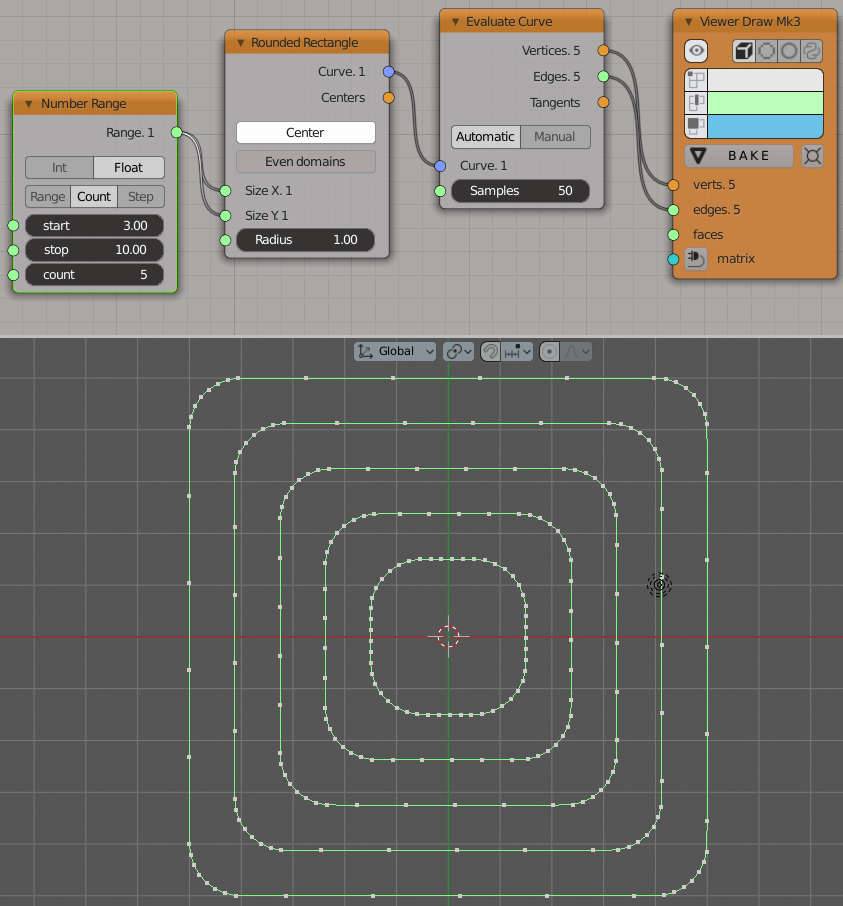 Number Range
Range. 1
Int Float
Range Count Step
start 3.00
stop 10.00
count 5
Rounded Rectangle
Curve. 1
Centers
Center
Even domains
Size X. 1
Size Y. 1
Radius 1.00
Evaluate Curve
Vertices. 5
Edges. 5
Tangents
Automatic Manual
Curve. 1
Samples 50
Viewer Draw Mk3
BAKE
verts. 5
edges. 5
faces
matrix
Global